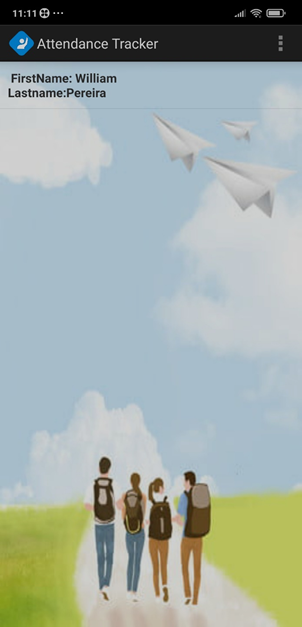 11:11
Attendance Tracker
FirstName: William
Lastname:Pereira